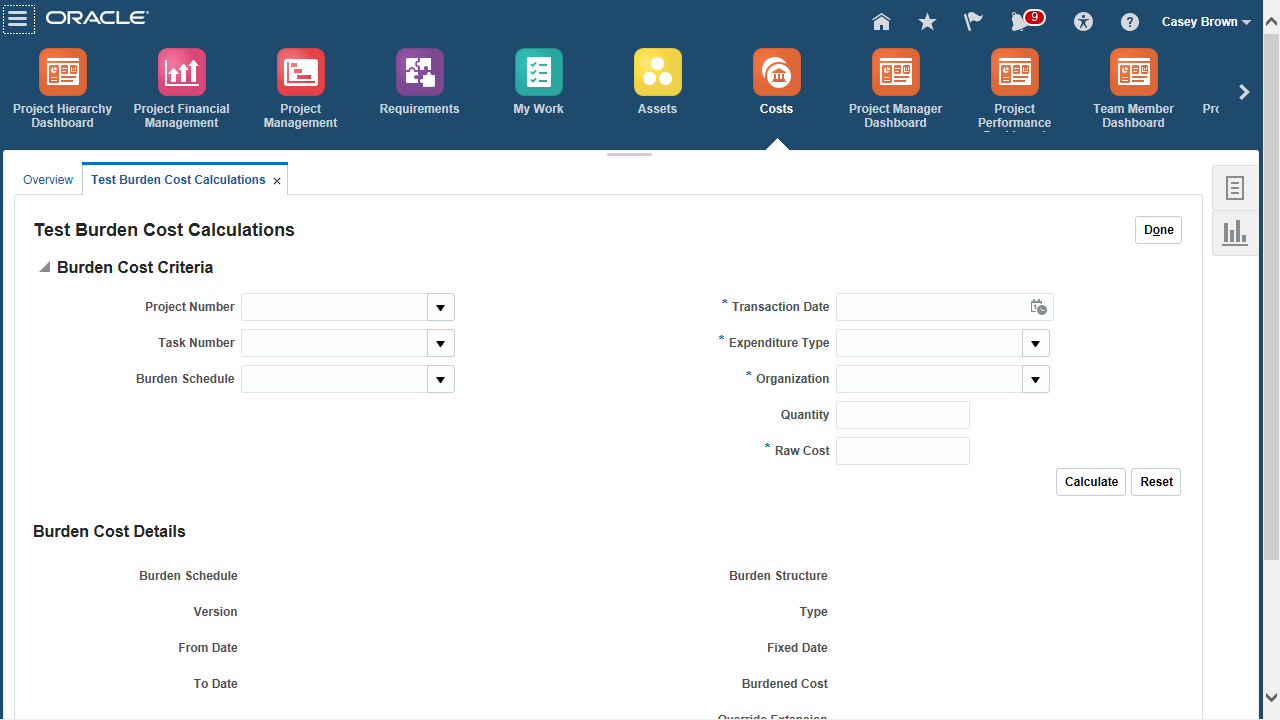 ORACLE
9
Casey Brown
Project Hierarchy
Dashboard
Project Financial
Management
Project
Management
Requirements
My Work
Assets
Costs
Project Manager
Dashboard
Project
Performance
Team Member
Dashboard
Overview
Test Burden Cost Calculations
Test Burden Cost Calculations
Done
Burden Cost Criteria
Project Number
* Transaction Date
Task Number
* Expenditure Type
Burden Schedule
* Organization
Quantity
* Raw Cost
Calculate
Reset
Burden Cost Details
Burden Schedule
Burden Structure
Version
Type
From Date
Fixed Date
To Date
Burdened Cost
Override Extension